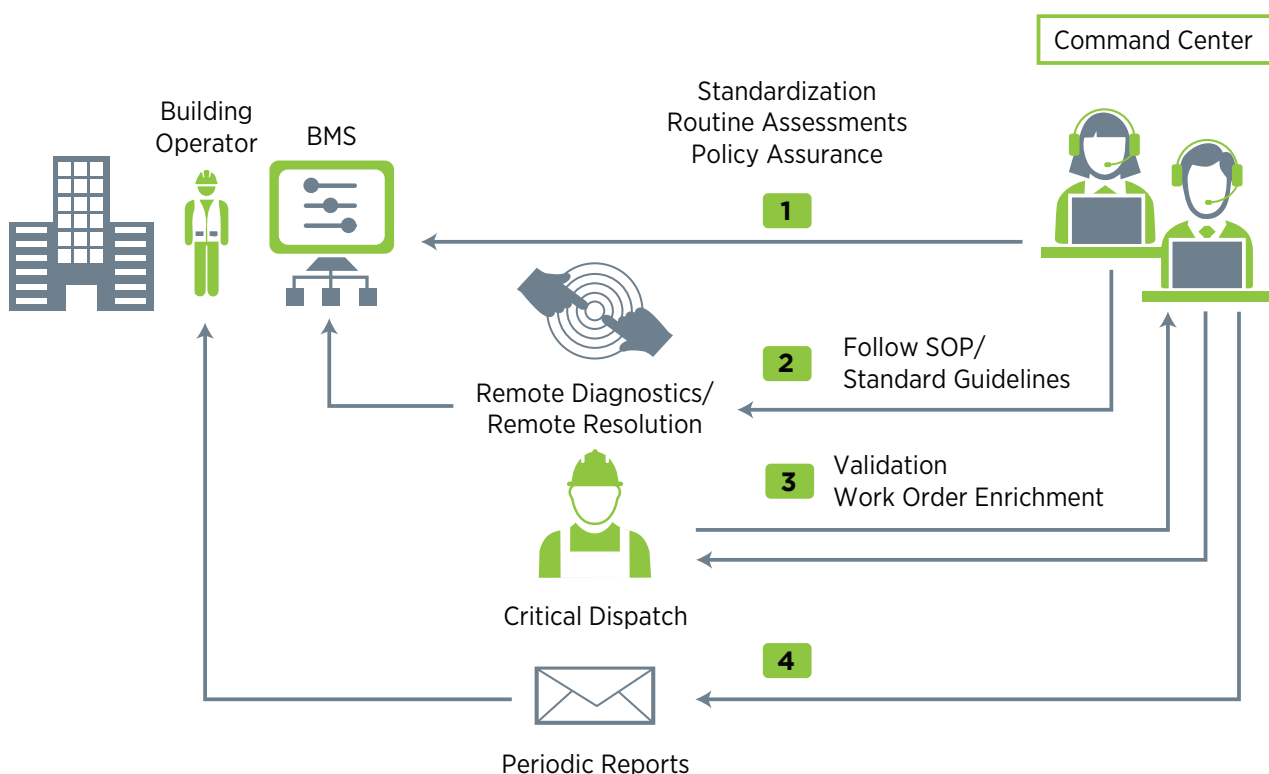 Command Center
Building
Operator
BMS
Standardization
Routine Assessments
Policy Assurance
1
2
Follow SOP/
Standard Guidelines
Remote Diagnostics/
Remote Resolution
3
Validation
Work Order Enrichment
Critical Dispatch
4
Periodic Reports